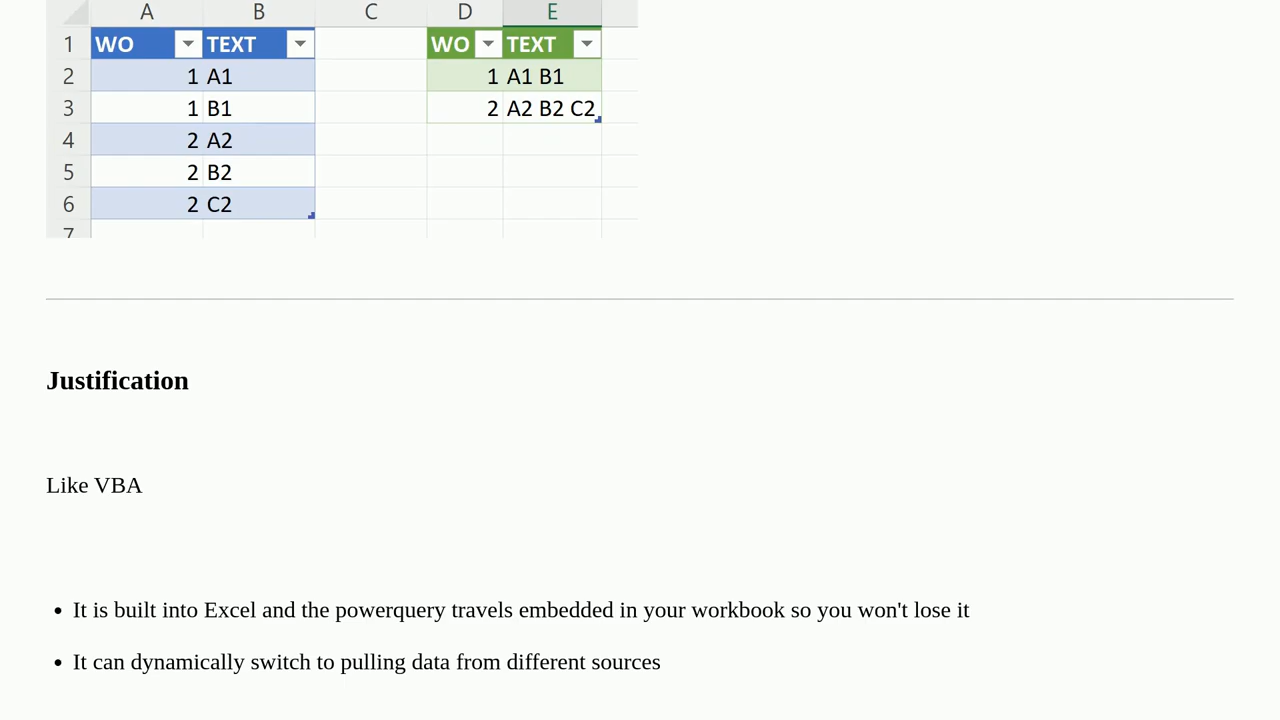 A B C D E
1 WO TEXT WO TEXT
2 1 A1 1 A1 B1
3 1 B1 2 A2 B2 C2
4 2 A2
5 2 B2
6 2 C2
7
Justification
Like VBA
• It is built into Excel and the powerquery travels embedded in your workbook so you won't lose it
• It can dynamically switch to pulling data from different sources